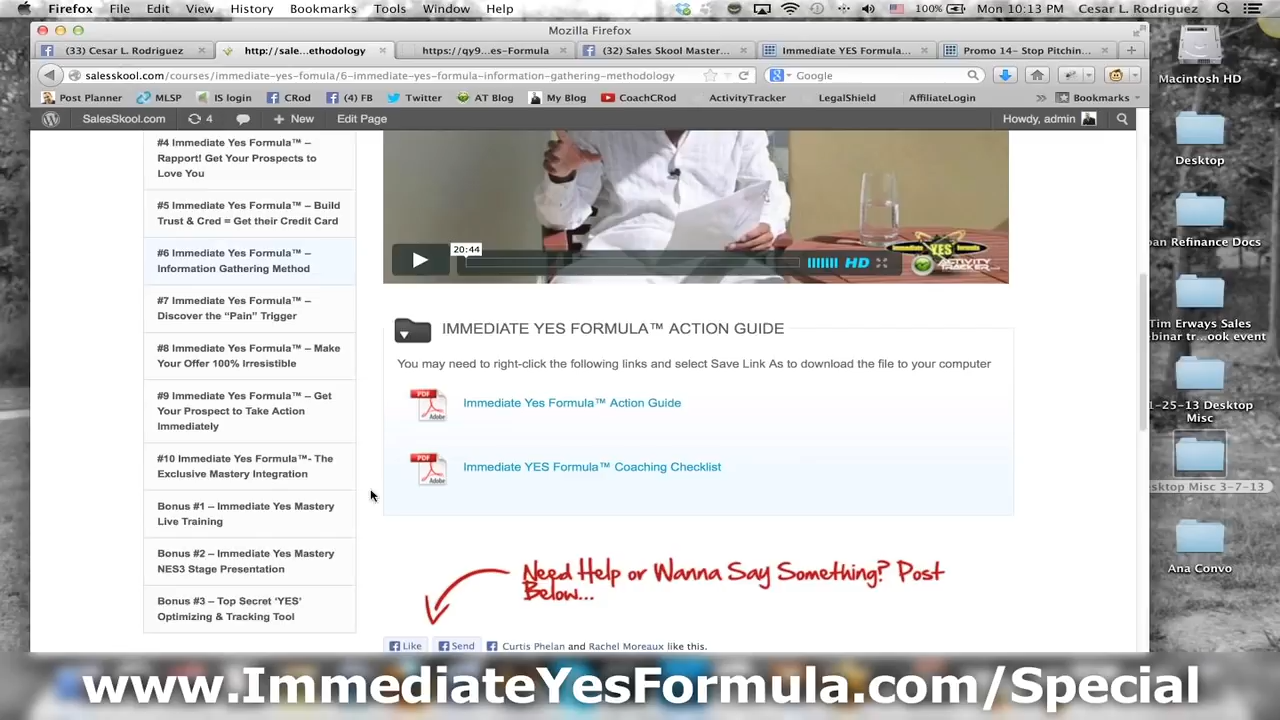 Firefox File Edit View History Bookmarks Tools Window Help 100% Mon 10:13 PM Cesar L. Rodriguez
Mozilla Firefox
(33) Cesar L. Rodriguez http://sale...ethodology https://qy9...es-Formula (32) Sales Skool Master... Immediate YES Formula... Promo 14- Stop Pitchin...
salesskool.com/courses/immediate-yes-fomula/6-immediate-yes-formula-information-gathering-methodology Google
Post Planner MLSP IS login CRod (4) FB Twitter AT Blog My Blog CoachCRod ActivityTracker LegalShield AffiliateLogin Bookmarks
SalesSkool.com 4 New Edit Page Howdy, admin
#4 Immediate Yes Formula™ –
Rapport! Get Your Prospects to
Love You
#5 Immediate Yes Formula™ – Build
Trust & Cred = Get their Credit Card
#6 Immediate Yes Formula™ –
Information Gathering Method
#7 Immediate Yes Formula™ –
Discover the “Pain” Trigger
#8 Immediate Yes Formula™ – Make
Your Offer 100% Irresistible
#9 Immediate Yes Formula™ – Get
Your Prospect to Take Action
Immediately
#10 Immediate Yes Formula™- The
Exclusive Mastery Integration
Bonus #1 – Immediate Yes Mastery
Live Training
Bonus #2 – Immediate Yes Mastery
NES3 Stage Presentation
Bonus #3 – Top Secret ‘YES’
Optimizing & Tracking Tool
20:44
HD
YES
IMMEDIATE YES FORMULA™ ACTION GUIDE
You may need to right-click the following links and select Save Link As to download the file to your computer
PDF Adobe Immediate Yes Formula™ Action Guide
PDF Adobe Immediate YES Formula™ Coaching Checklist
Need Help or Wanna Say Something? Post
Below...
Like Send Curtis Phelan and Rachel Moreaux like this.
Macintosh HD
Desktop
oan Refinance Docs
Tim Erways Sales
binar tr...ook event
1-25-13 Desktop
Misc
sktop Misc 3-7-13
Ana Convo
www.ImmediateYesFormula.com/Special